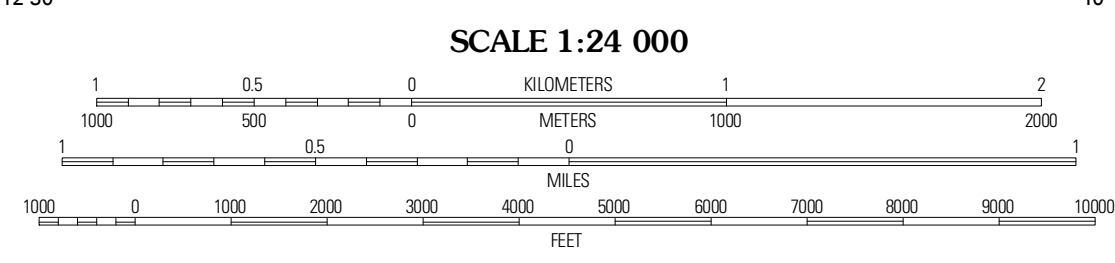 SCALE 1:24 000
1 0.5 0 KILOMETERS 1 2
1000 500 0 METERS 1000 2000
1 0.5 0 1
MILES
1000 0 1000 2000 3000 4000 5000 6000 7000 8000 9000 10000
FEET